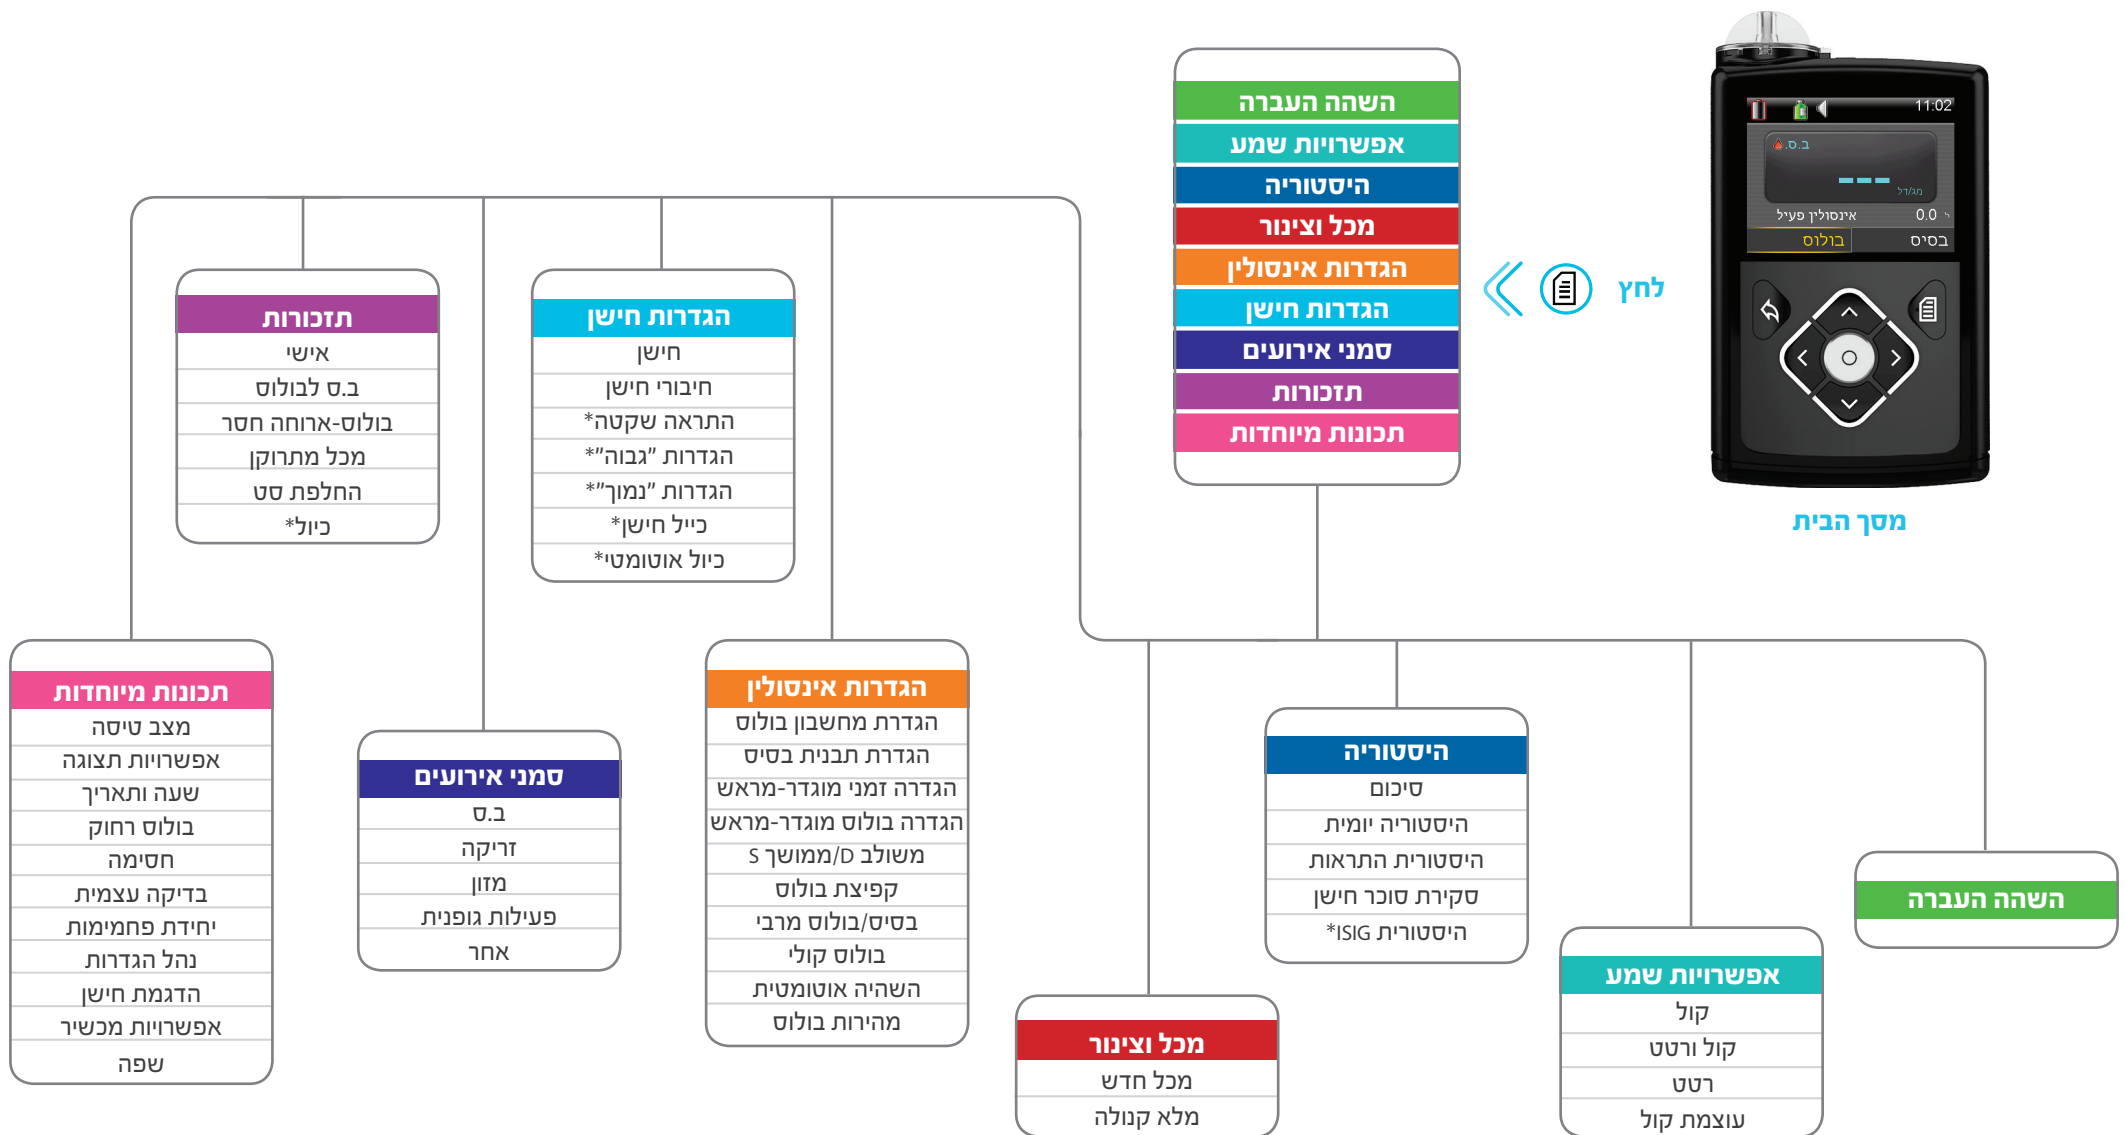 11:02
ב.ס.
---
מג/דל
אינסולין פעיל 0.0 י'
בסיס
בולוס
מסך הבית
לחץ
השהה העברה
אפשרויות שמע
היסטוריה
מכל וצינור
הגדרות אינסולין
הגדרות חישן
סמני אירועים
תזכורות
תכונות מיוחדות
השהה העברה
אפשרויות שמע
קול
קול ורטט
רטט
עוצמת קול
היסטוריה
סיכום
היסטוריה יומית
היסטורית התראות
סקירת סוכר חישן
היסטורית ISIG*
מכל וצינור
מכל חדש
מלא קנולה
הגדרות אינסולין
הגדרת מחשבון בולוס
הגדרת תבנית בסיס
הגדרה זמני מוגדר-מראש
הגדרה בולוס מוגדר-מראש
משולב D/ממושך S
קפיצת בולוס
בסיס/בולוס מרבי
בולוס קולי
השהיה אוטומטית
מהירות בולוס
הגדרות חישן
חישן
חיבורי חישן
התראה שקטה*
הגדרות "גבוה"*
הגדרות "נמוך"*
כייל חישן*
כיול אוטומטי*
סמני אירועים
ב.ס
זריקה
מזון
פעילות גופנית
אחר
תזכורות
אישי
ב.ס לבולוס
בולוס-ארוחה חסר
מכל מתרוקן
החלפת סט
כיול*
תכונות מיוחדות
מצב טיסה
אפשרויות תצוגה
שעה ותאריך
בולוס רחוק
חסימה
בדיקה עצמית
יחידת פחמימות
נהל הגדרות
הדגמת חישן
אפשרויות מכשיר
שפה